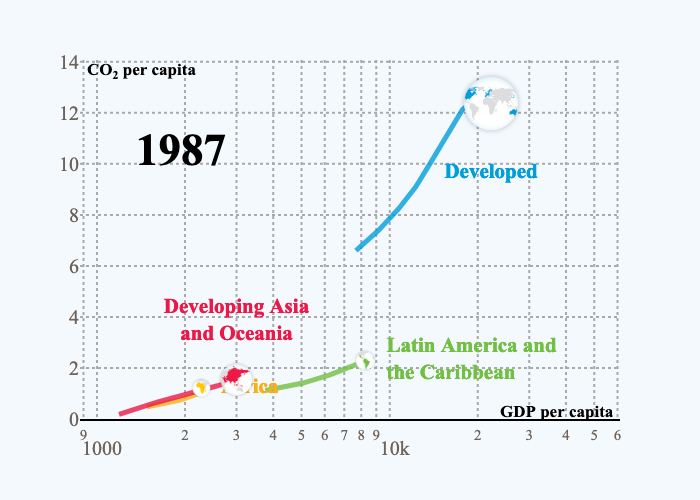 14
CO₂ per capita
12
1987
10
Developed
8
6
Developing Asia
and Oceania
4
Latin America and
the Caribbean
2
GDP per capita
0
9 2 3 4 5 6 7 8 9 2 3 4 5 6
1000 10k